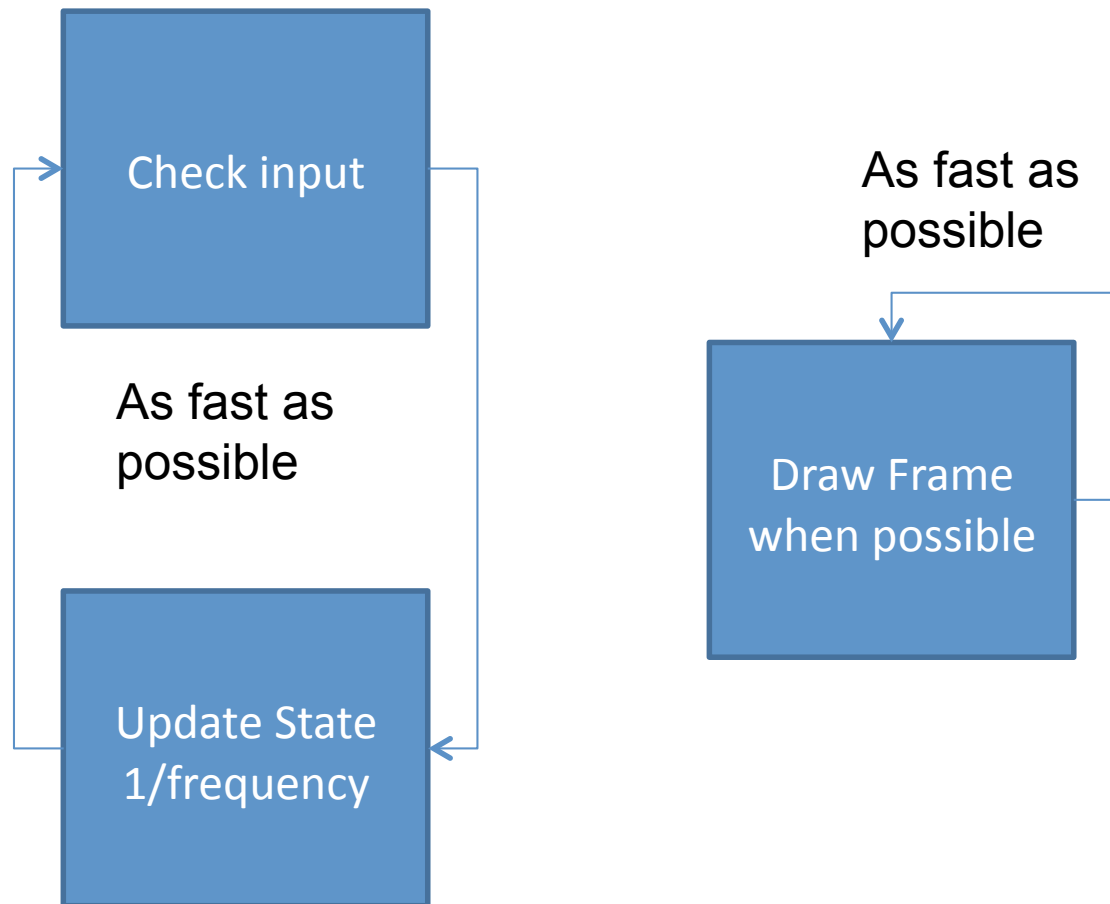 Check input
As fast as
possible
Update State
1/frequency
As fast as
possible
Draw Frame
when possible